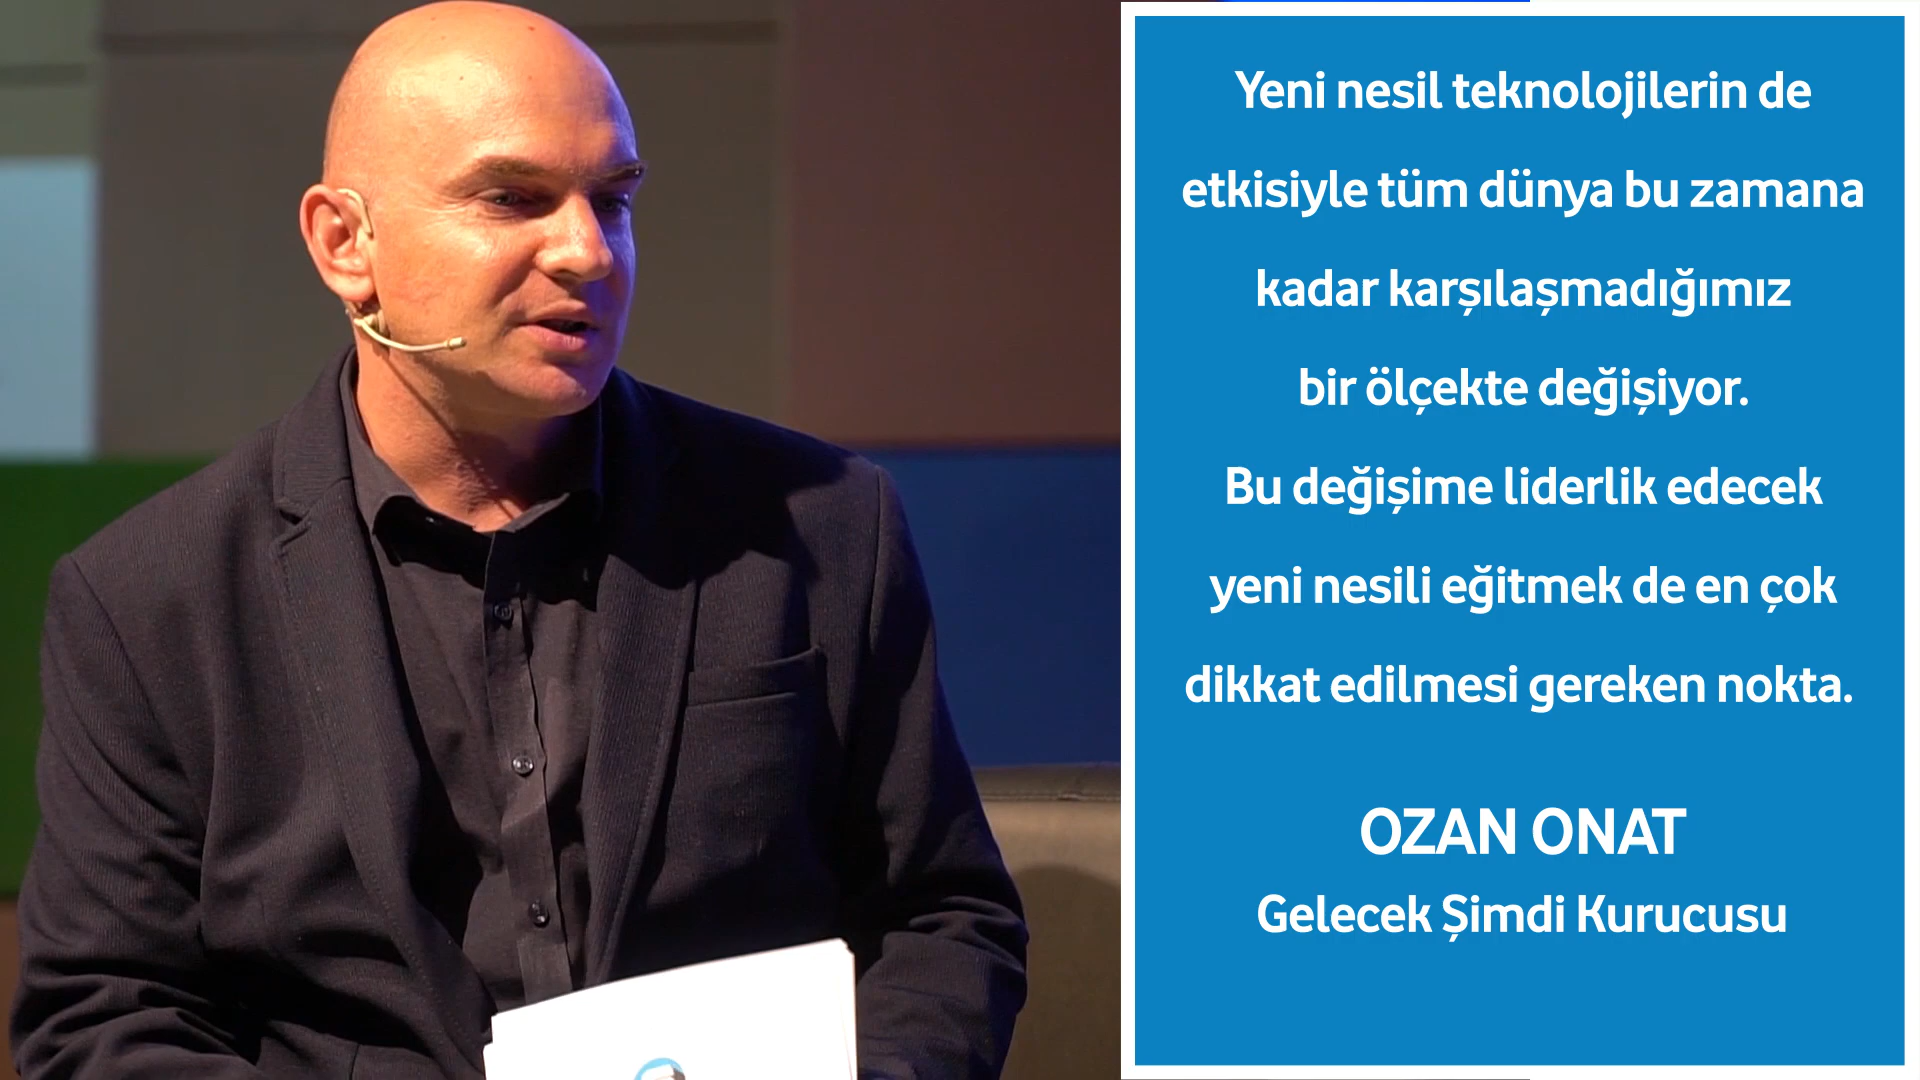 Yeni nesil teknolojilerin de
etkisiyle tüm dünya bu zamana
kadar karşılaşmadığımız
bir ölçekte değişiyor.
Bu değişime liderlik edecek
yeni nesili eğitmek de en çok
dikkat edilmesi gereken nokta.
OZAN ONAT
Gelecek Şimdi Kurucusu